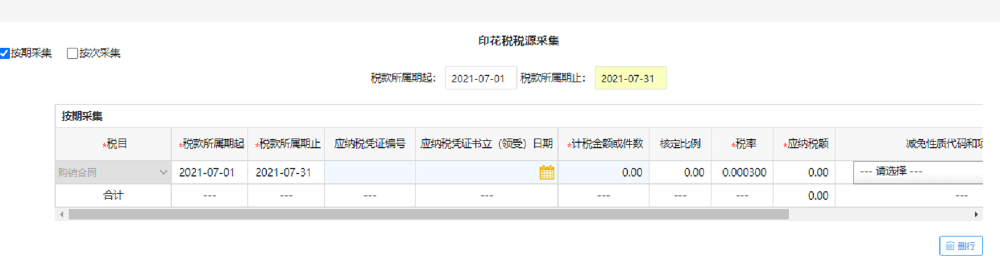 印花税税源采集
按期采集 按次采集
税款所属期起： 2021-07-01 税款所属期止： 2021-07-31
按期采集
*税目 *税款所属期起 *税款所属期止 应纳税凭证编号 应纳税凭证书立（领受）日期 *计税金额或件数 核定比例 *税率 *应纳税额 减免性质代码和项
购销合同 2021-07-01 2021-07-31 0.00 0.00 0.000300 0.00 --- 请选择 ---
合计 --- --- --- --- --- --- --- 0.00 ---
删行